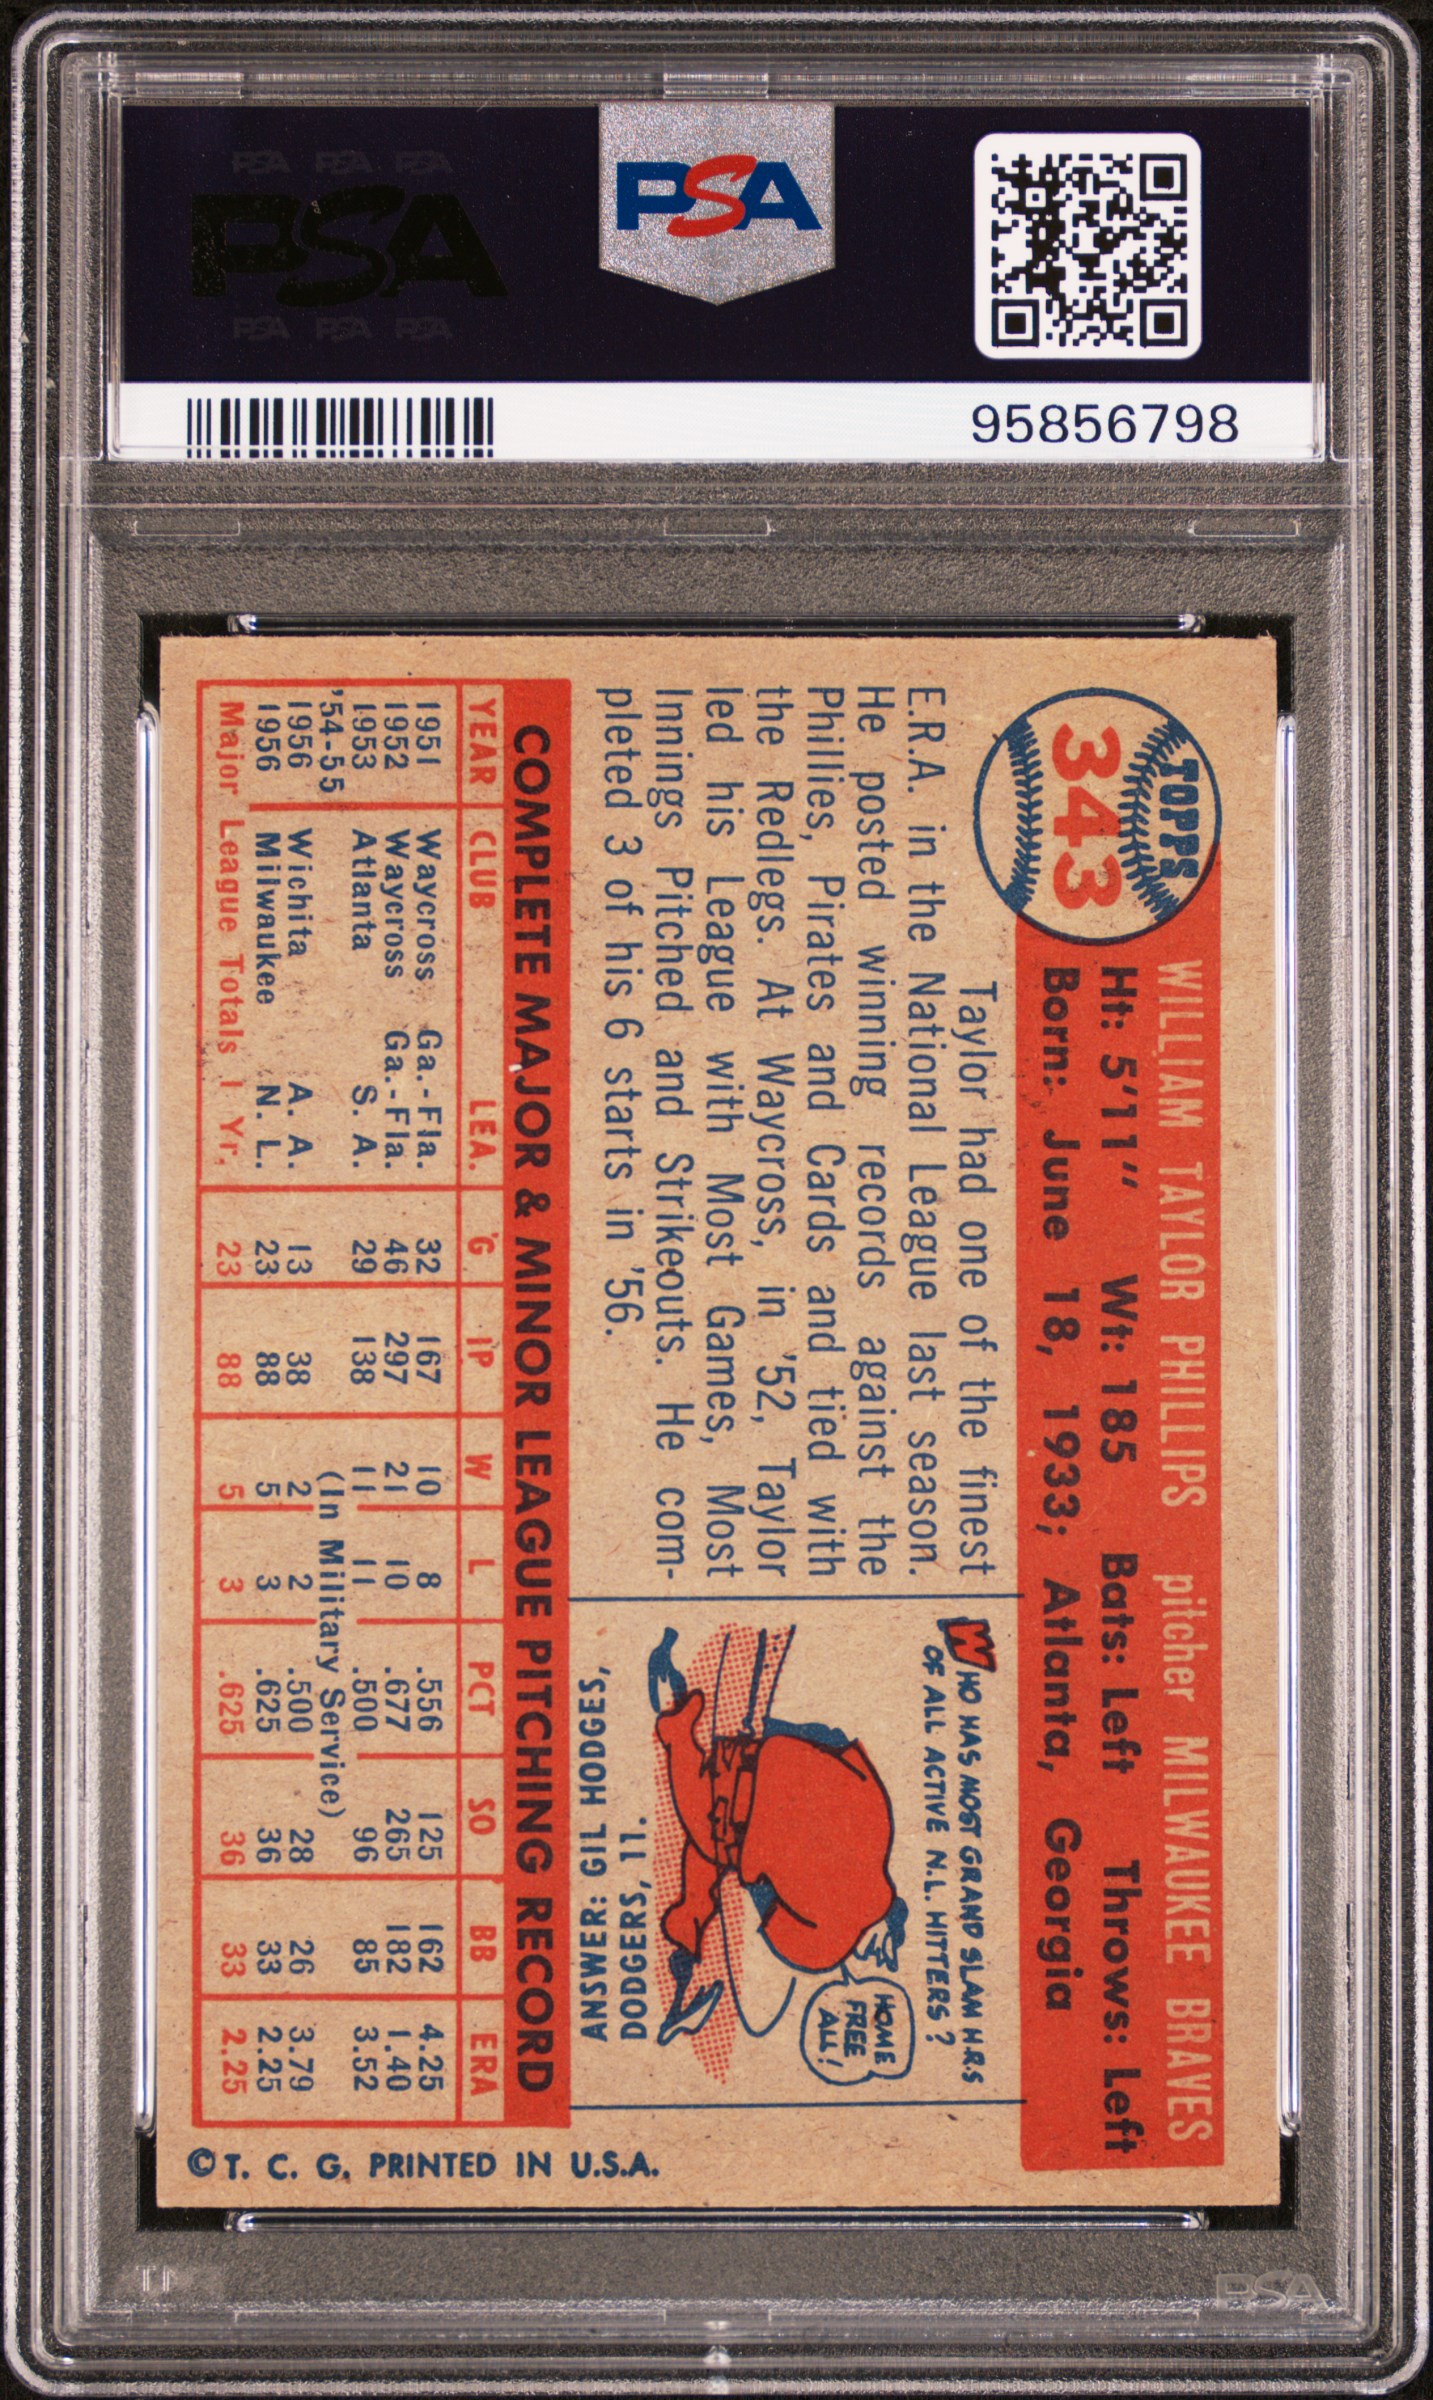 PSA PSA PSA
PSA
PSA PSA PSA
PSA
95856798
TOPPS
343
WILLIAM TAYLOR PHILLIPS pitcher MILWAUKEE BRAVES
Ht: 5'11" Wt: 185 Bats: Left Throws: Left
Born: June 18, 1933; Atlanta, Georgia
Taylor had one of the finest
E.R.A. in the National League last season.
He posted winning records against the
Phillies, Pirates and Cards and tied with
the Redlegs. At Waycross, in '52, Taylor
led his League with Most Games, Most
Innings Pitched and Strikeouts. He com-
pleted 3 of his 6 starts in '56.
WHO HAS MOST GRAND SLAM H.R.S
OF ALL ACTIVE N.L. HITTERS?
HOME
FREE
ALL!
ANSWER: GIL HODGES,
DODGERS, 11.
COMPLETE MAJOR & MINOR LEAGUE PITCHING RECORD
YEAR CLUB LEA. G IP W L PCT SO BB ERA
1951 Waycross Ga.-Fla. 32 167 10 8 .556 125 162 4.25
1952 Waycross Ga.-Fla. 46 297 21 10 .677 265 182 1.40
1953 Atlanta S. A. 29 138 11 11 .500 96 85 3.52
'54-55 (In Military Service)
1956 Wichita A. A. 13 38 2 2 .500 28 26 3.79
1956 Milwaukee N. L. 23 88 5 3 .625 36 33 2.25
Major League Totals 1 Yr. 23 88 5 3 .625 36 33 2.25
© T. C. G. PRINTED IN U.S.A.
PSA